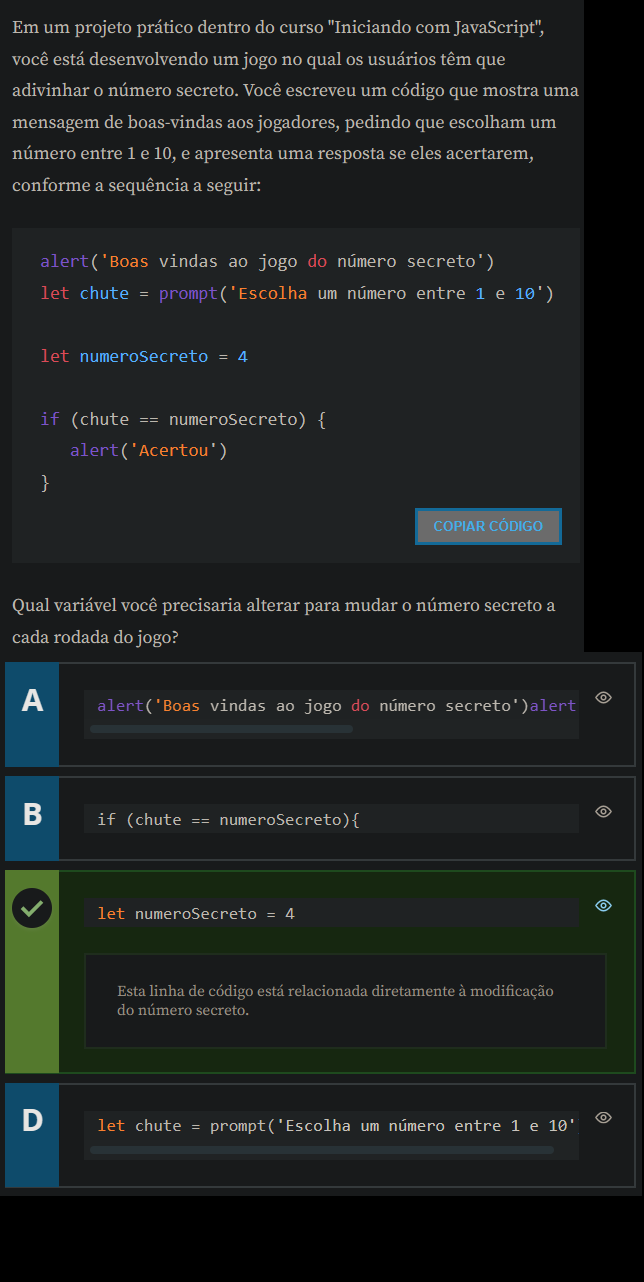 Em um projeto prático dentro do curso "Iniciando com JavaScript",
você está desenvolvendo um jogo no qual os usuários têm que
adivinhar o número secreto. Você escreveu um código que mostra uma
mensagem de boas-vindas aos jogadores, pedindo que escolham um
número entre 1 e 10, e apresenta uma resposta se eles acertarem,
conforme a sequência a seguir:
alert('Boas vindas ao jogo do número secreto')
let chute = prompt('Escolha um número entre 1 e 10')
let numeroSecreto = 4
if (chute == numeroSecreto) {
alert('Acertou')
}
COPIAR CÓDIGO
Qual variável você precisaria alterar para mudar o número secreto a
cada rodada do jogo?
A
alert('Boas vindas ao jogo do número secreto')alert
B
if (chute == numeroSecreto){
let numeroSecreto = 4
Esta linha de código está relacionada diretamente à modificação
do número secreto.
D
let chute = prompt('Escolha um número entre 1 e 10'